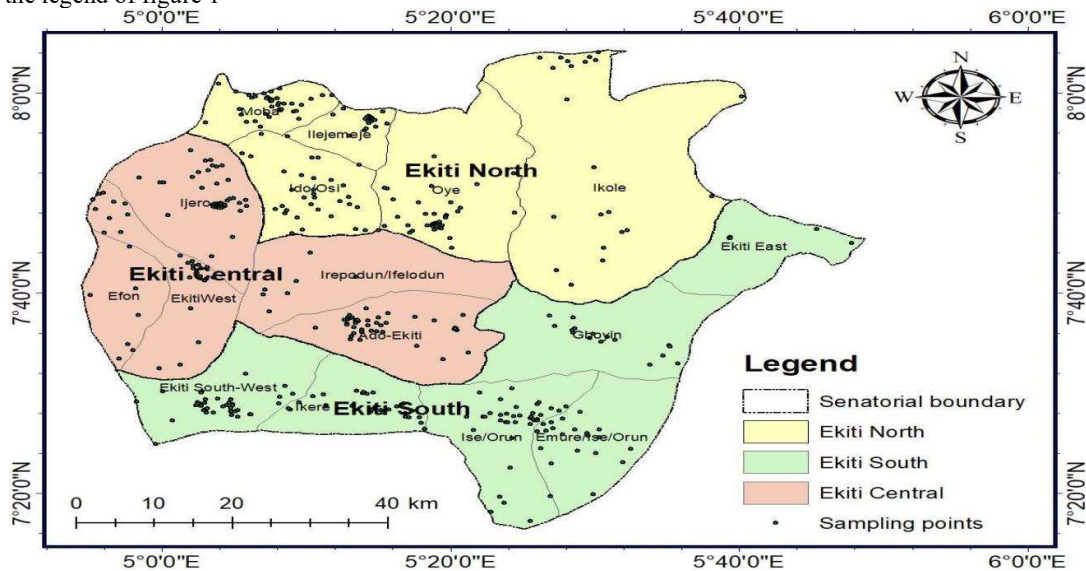 the legend of figure 1
5°0'0"E 5°20'0"E 5°40'0"E 6°0'0"E
N
W E
S
8°0'0"N 8°0'0"N
Moba
Ilejemeje
Ekiti North
Ido/Osi Oye Ikole
Ijero
Ekiti East
Ekiti Central Irepodun/Ifelodun
Efon EkitiWest
7°40'0"N 7°40'0"N
Ado-Ekiti Gboyin
Ekiti South-West
Ikere Ekiti South
Ise/Orun Emure/Ise/Orun
Legend
Senatorial boundary
Ekiti North
Ekiti South
Ekiti Central
Sampling points
7°20'0"N 7°20'0"N
0 10 20 40 km
5°0'0"E 5°20'0"E 5°40'0"E 6°0'0"E